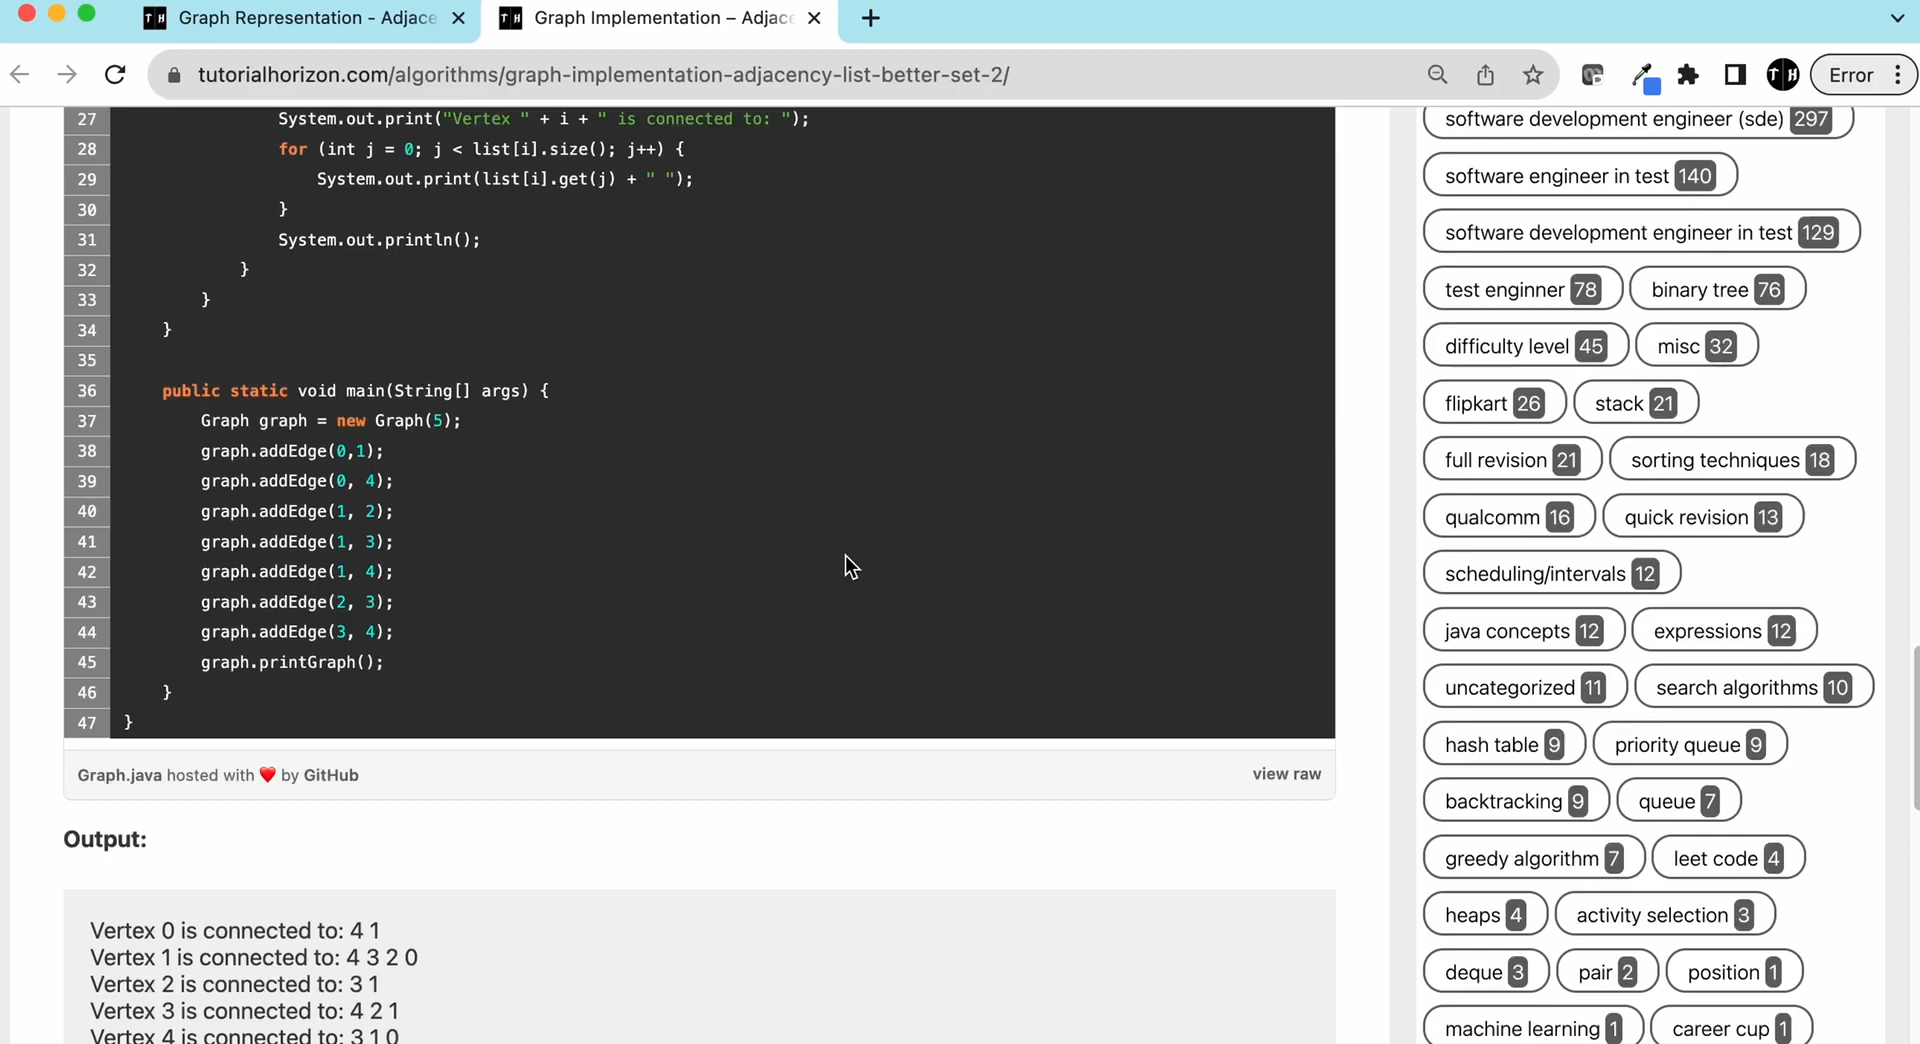 Graph Representation - Adjace
Graph Implementation – Adjac
tutorialhorizon.com/algorithms/graph-implementation-adjacency-list-better-set-2/
Error
27 System.out.print("Vertex " + i + " is connected to: ");
28 for (int j = 0; j < list[i].size(); j++) {
29 System.out.print(list[i].get(j) + " ");
30 }
31 System.out.println();
32 }
33 }
34 }
35
36 public static void main(String[] args) {
37 Graph graph = new Graph(5);
38 graph.addEdge(0,1);
39 graph.addEdge(0, 4);
40 graph.addEdge(1, 2);
41 graph.addEdge(1, 3);
42 graph.addEdge(1, 4);
43 graph.addEdge(2, 3);
44 graph.addEdge(3, 4);
45 graph.printGraph();
46 }
47 }
Graph.java hosted with ❤ by GitHub
view raw
Output:
Vertex 0 is connected to: 4 1
Vertex 1 is connected to: 4 3 2 0
Vertex 2 is connected to: 3 1
Vertex 3 is connected to: 4 2 1
Vertex 4 is connected to: 3 1 0
software development engineer (sde) 297
software engineer in test 140
software development engineer in test 129
test enginner 78 binary tree 76
difficulty level 45 misc 32
flipkart 26 stack 21
full revision 21 sorting techniques 18
qualcomm 16 quick revision 13
scheduling/intervals 12
java concepts 12 expressions 12
uncategorized 11 search algorithms 10
hash table 9 priority queue 9
backtracking 9 queue 7
greedy algorithm 7 leet code 4
heaps 4 activity selection 3
deque 3 pair 2 position 1
machine learning 1 career cup 1